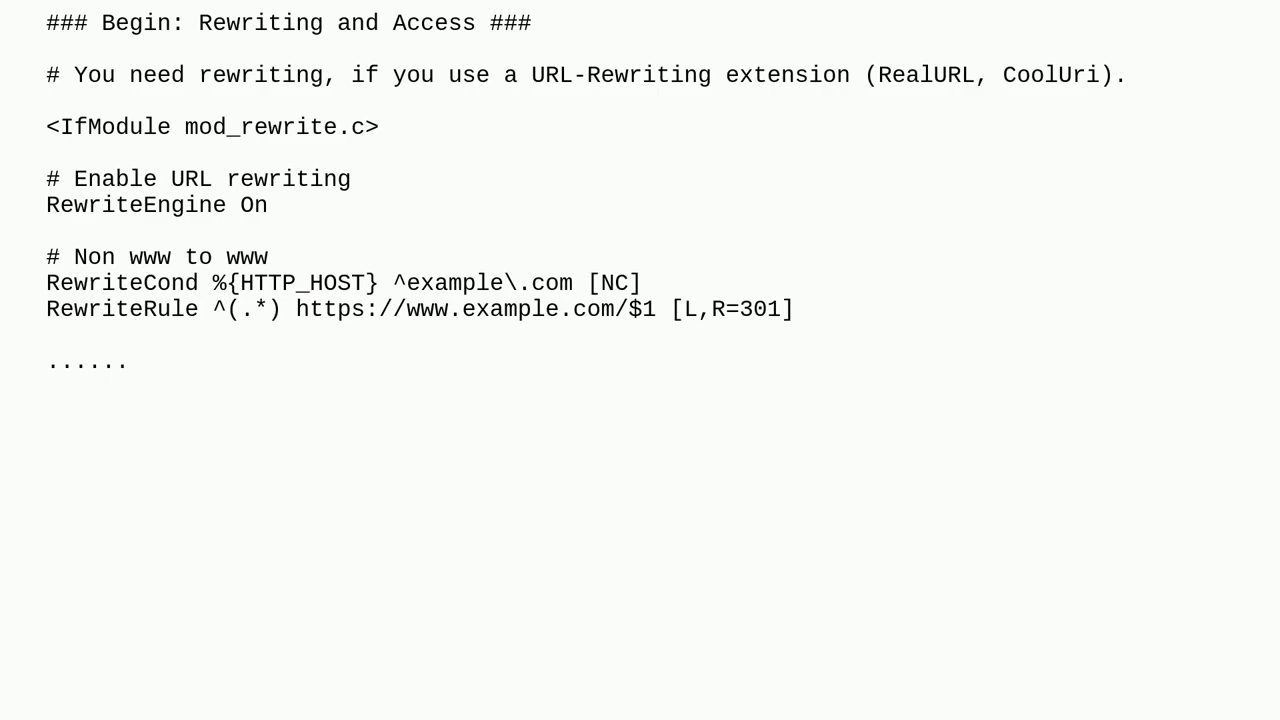 ### Begin: Rewriting and Access ###
# You need rewriting, if you use a URL-Rewriting extension (RealURL, CoolUri).
<IfModule mod_rewrite.c>
# Enable URL rewriting
RewriteEngine On
# Non www to www
RewriteCond %{HTTP_HOST} ^example\.com [NC]
RewriteRule ^(.*) https://www.example.com/$1 [L,R=301]
......